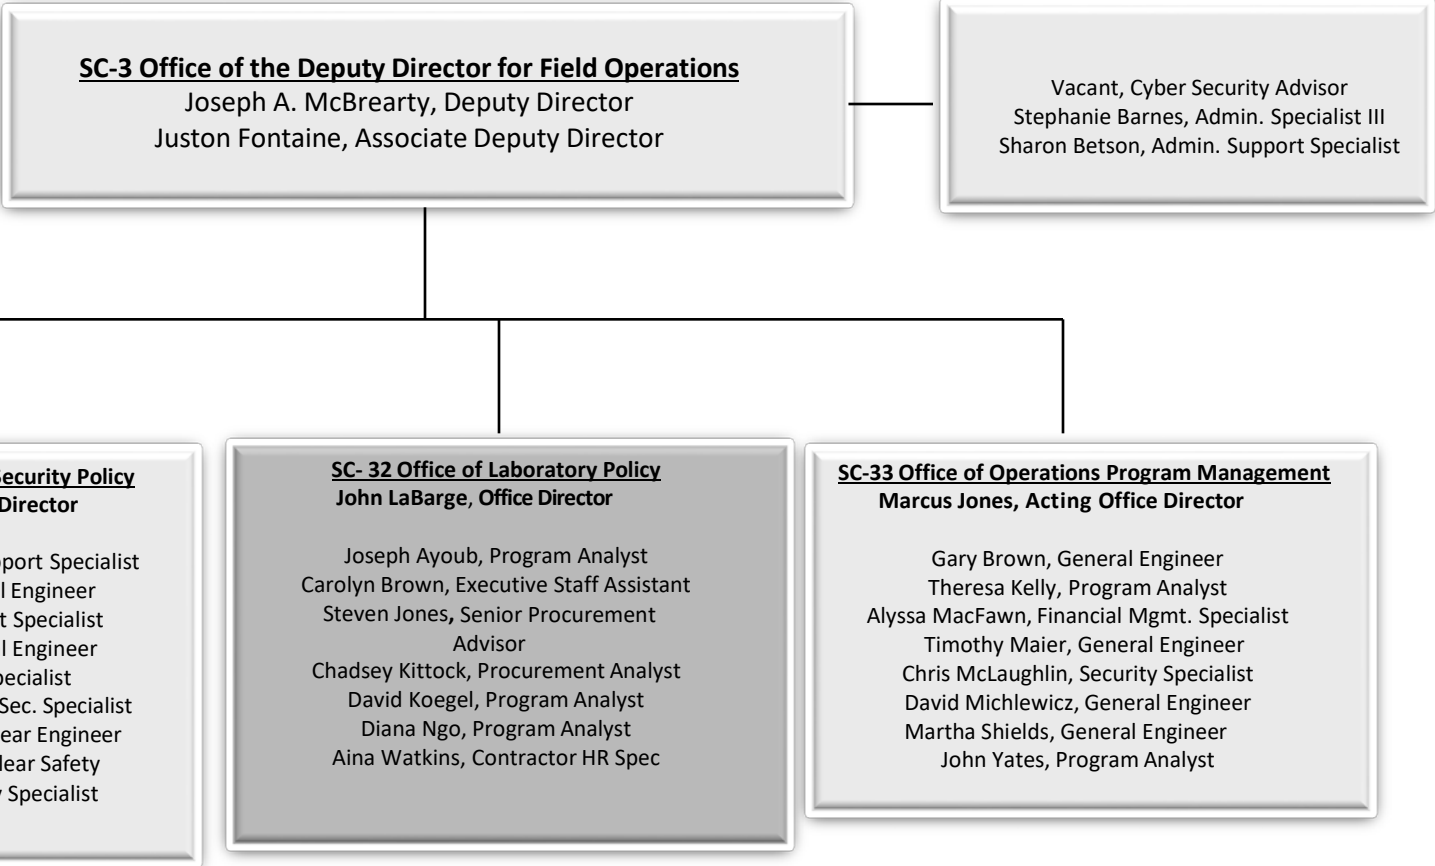 SC-3 Office of the Deputy Director for Field Operations
Joseph A. McBrearty, Deputy Director
Juston Fontaine, Associate Deputy Director
Vacant, Cyber Security Advisor
Stephanie Barnes, Admin. Specialist III
Sharon Betson, Admin. Support Specialist
Security Policy
Director
port Specialist
l Engineer
t Specialist
l Engineer
pecialist
Sec. Specialist
ear Engineer
lear Safety
y Specialist
SC- 32 Office of Laboratory Policy
John LaBarge, Office Director
Joseph Ayoub, Program Analyst
Carolyn Brown, Executive Staff Assistant
Steven Jones, Senior Procurement
Advisor
Chadsey Kittock, Procurement Analyst
David Koegel, Program Analyst
Diana Ngo, Program Analyst
Aina Watkins, Contractor HR Spec
SC-33 Office of Operations Program Management
Marcus Jones, Acting Office Director
Gary Brown, General Engineer
Theresa Kelly, Program Analyst
Alyssa MacFawn, Financial Mgmt. Specialist
Timothy Maier, General Engineer
Chris McLaughlin, Security Specialist
David Michlewicz, General Engineer
Martha Shields, General Engineer
John Yates, Program Analyst